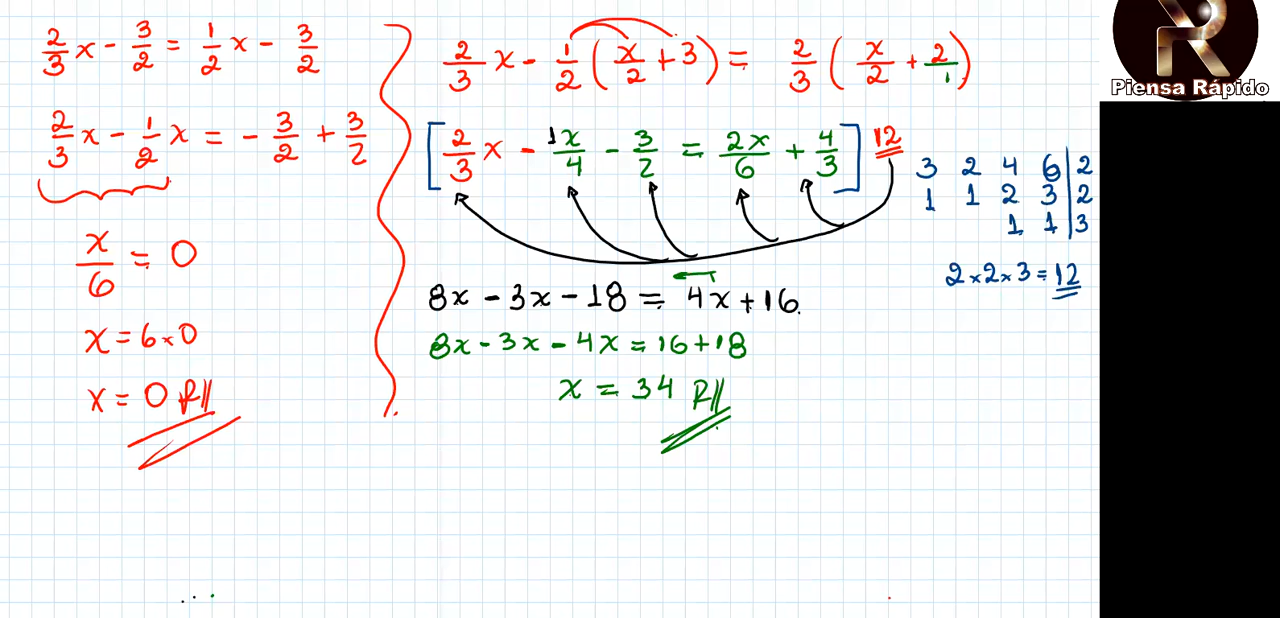 2/3 x - 3/2 = 1/2 x - 3/2
2/3 x - 1/2 x = - 3/2 + 3/2
x/6 = 0
x = 6 × 0
x = 0 R//
2/3 x - 1/2 ( x/2 + 3 ) = 2/3 ( x/2 + 2/1 )
[ 2/3 x - 1x/4 - 3/2 = 2x/6 + 4/3 ] 12
8x - 3x - 18 = 4x + 16.
8x - 3x - 4x = 16 + 18
x = 34 R//
3 2 4 6 | 2
1 1 2 3 | 2
1 1 | 3
2 × 2 × 3 = 12
R
Piensa Rápido